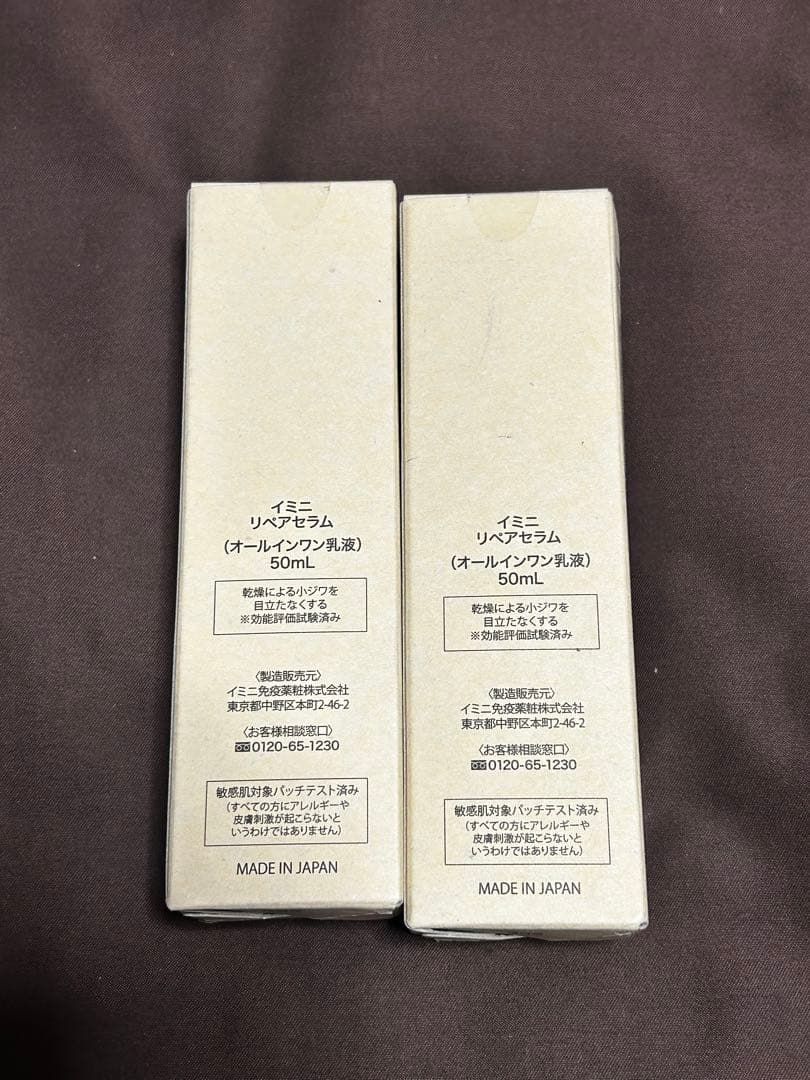 イミニ
リペアセラム
(オールインワン乳液)
50mL
乾燥による小ジワを
目立たなくする
※効能評価試験済み
〈製造販売元〉
イミニ免疫薬粧株式会社
東京都中野区本町2-46-2
〈お客様相談窓口〉
0120-65-1230
敏感肌対象パッチテスト済み
(すべての方にアレルギーや
皮膚刺激が起こらないと
いうわけではありません)
MADE IN JAPAN
イミニ
リペアセラム
(オールインワン乳液)
50mL
乾燥による小ジワを
目立たなくする
※効能評価試験済み
〈製造販売元〉
イミニ免疫薬粧株式会社
東京都中野区本町2-46-2
〈お客様相談窓口〉
0120-65-1230
敏感肌対象パッチテスト済み
(すべての方にアレルギーや
皮膚刺激が起こらないと
いうわけではありません)
MADE IN JAPAN